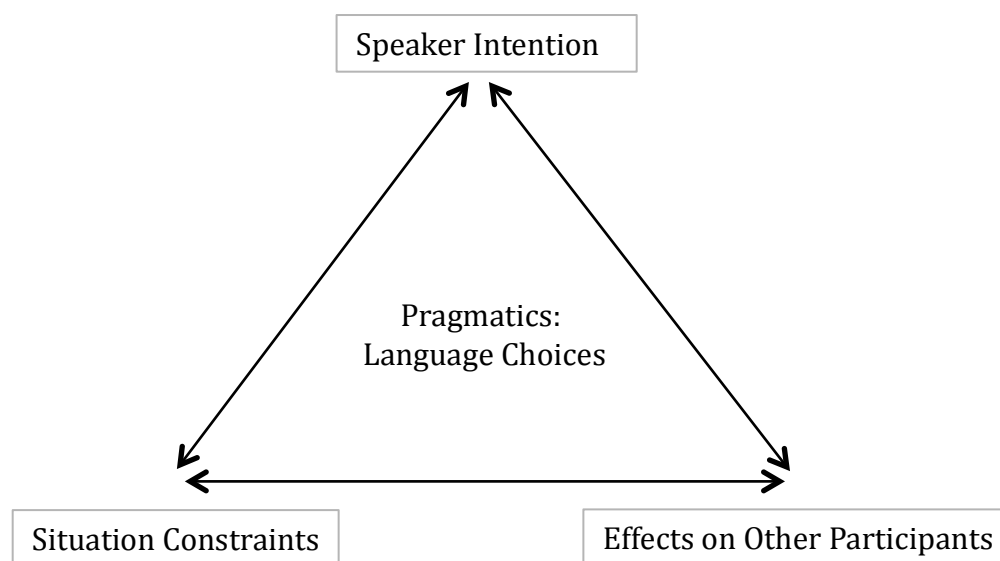 Speaker Intention
Pragmatics:
Language Choices
Situation Constraints
Effects on Other Participants